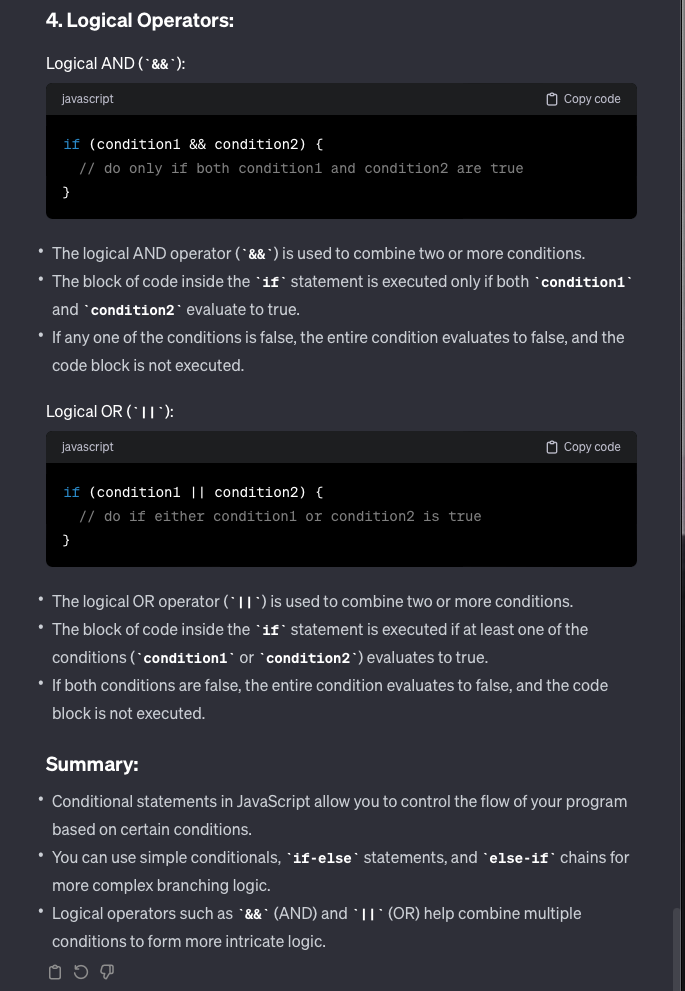 4. Logical Operators:
Logical AND (`&&`):
javascript
Copy code
if (condition1 && condition2) {
  // do only if both condition1 and condition2 are true
}
• The logical AND operator (`&&`) is used to combine two or more conditions.
• The block of code inside the `if` statement is executed only if both `condition1`
and `condition2` evaluate to true.
• If any one of the conditions is false, the entire condition evaluates to false, and the
code block is not executed.
Logical OR (`||`):
javascript
Copy code
if (condition1 || condition2) {
  // do if either condition1 or condition2 is true
}
• The logical OR operator (`||`) is used to combine two or more conditions.
• The block of code inside the `if` statement is executed if at least one of the
conditions (`condition1` or `condition2`) evaluates to true.
• If both conditions are false, the entire condition evaluates to false, and the code
block is not executed.
Summary:
• Conditional statements in JavaScript allow you to control the flow of your program
based on certain conditions.
• You can use simple conditionals, `if-else` statements, and `else-if` chains for
more complex branching logic.
• Logical operators such as `&&` (AND) and `||` (OR) help combine multiple
conditions to form more intricate logic.